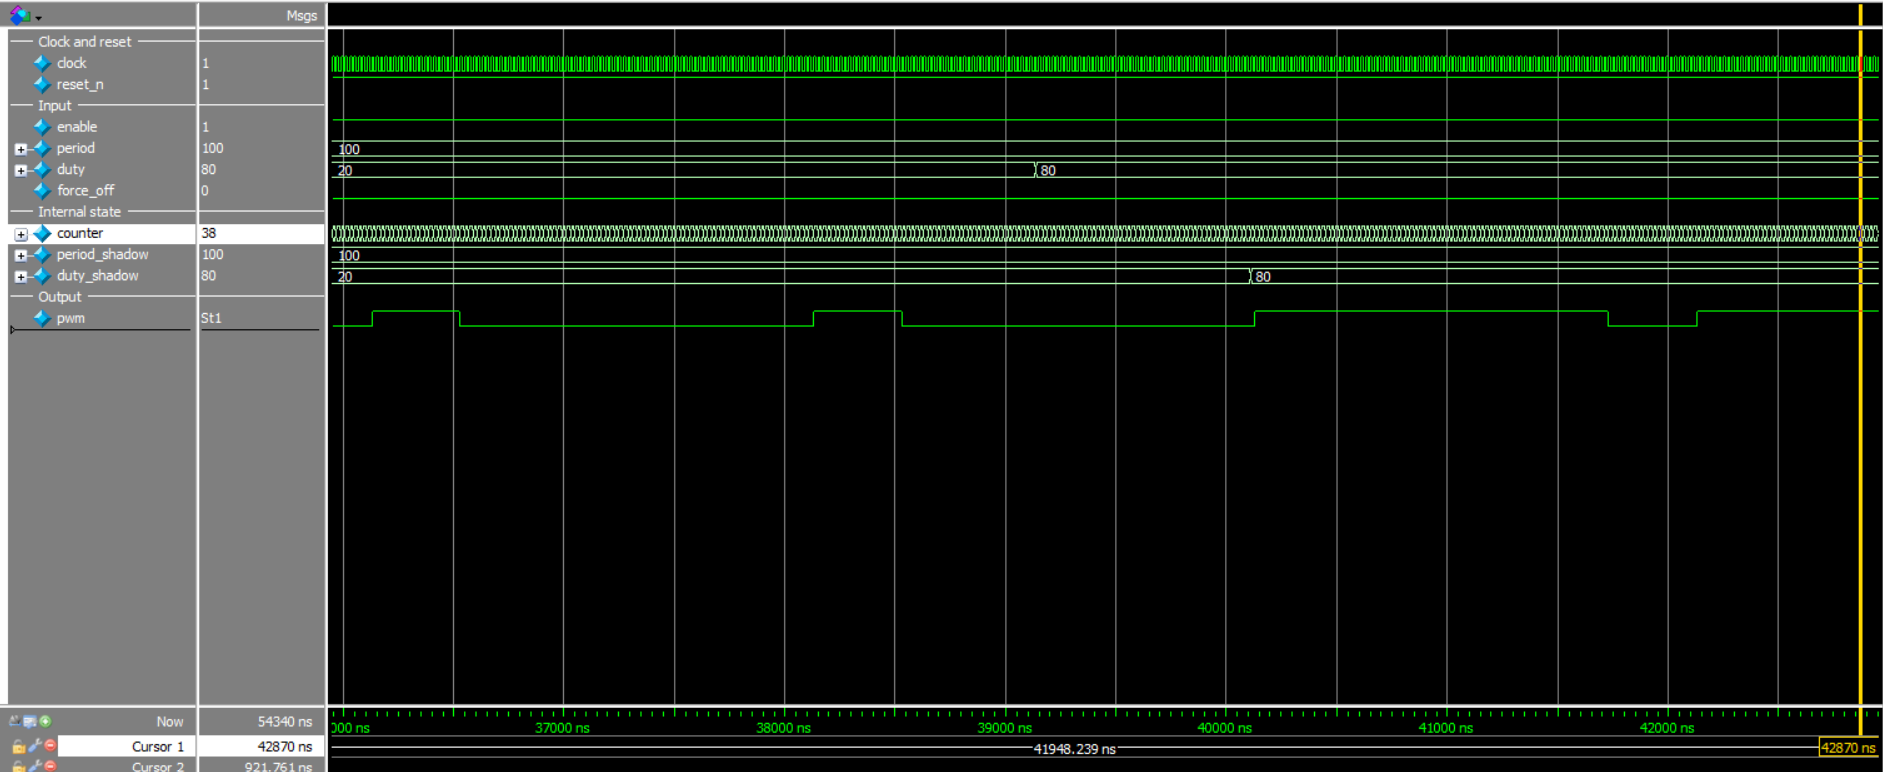 Msgs
Clock and reset
clock 1
reset_n 1
Input
enable 1
period 100 100
duty 80 20 80
force_off 0
Internal state
counter 38
period_shadow 100 100
duty_shadow 80 20 80
Output
pwm St1
Now 54340 ns 000 ns 37000 ns 38000 ns 39000 ns 40000 ns 41000 ns 42000 ns
Cursor 1 42870 ns 41948.239 ns 42870 ns
Cursor 2 921.761 ns